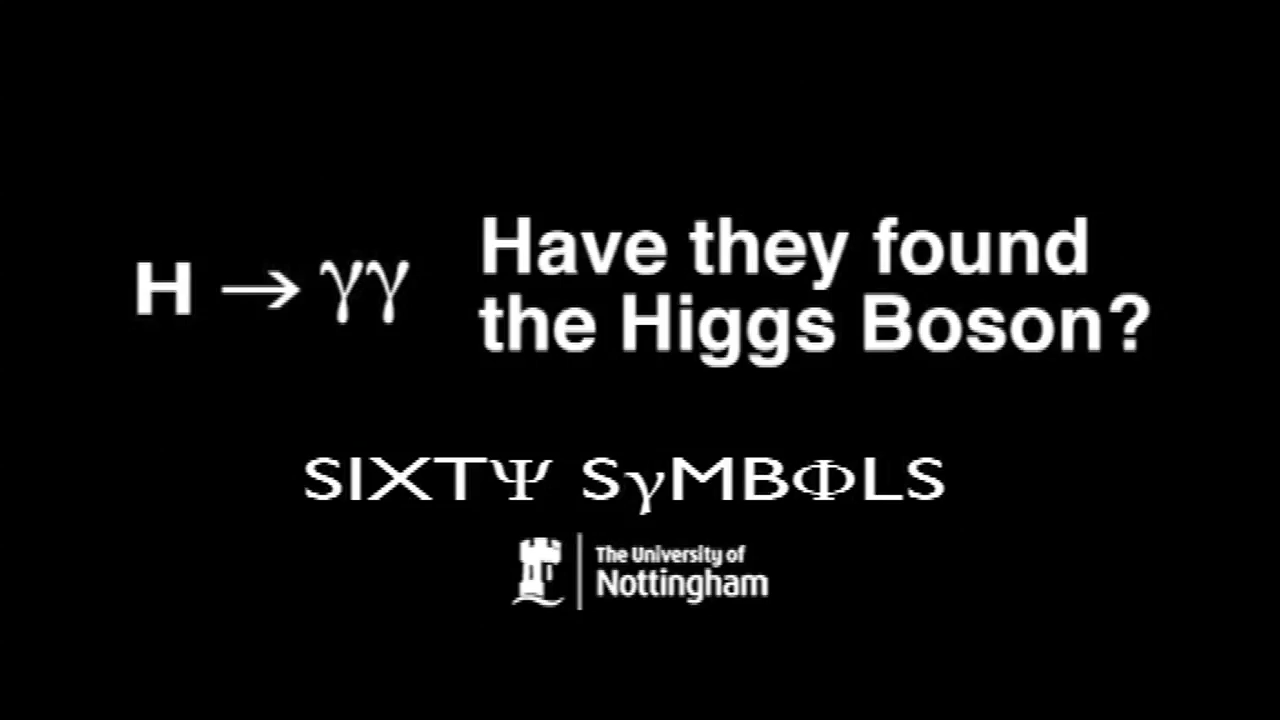 H → γγ
Have they found
the Higgs Boson?
SIXTΨ SγMBΦLS
The University of
Nottingham